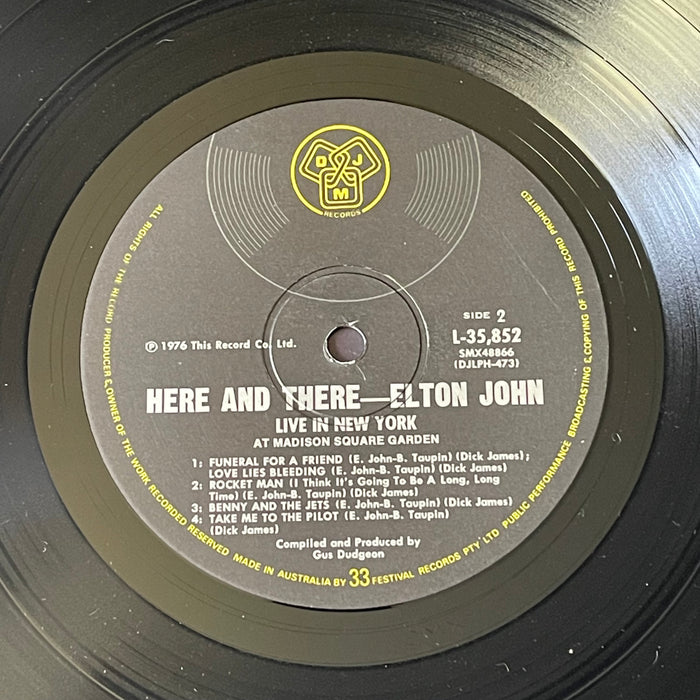 D J
M
RECORDS
SIDE 2
L-35,852
SMX48866
(DJLPH-473)
℗ 1976 This Record Co. Ltd.
HERE AND THERE—ELTON JOHN
LIVE IN NEW YORK
AT MADISON SQUARE GARDEN
1: FUNERAL FOR A FRIEND (E. John-B. Taupin) (Dick James);
LOVE LIES BLEEDING (E. John-B. Taupin) (Dick James)
2: ROCKET MAN (I Think It's Going To Be A Long, Long
Time) (E. John-B. Taupin) (Dick James)
3: BENNY AND THE JETS (E. John-B. Taupin) (Dick James)
4: TAKE ME TO THE PILOT (E. John-B. Taupin)
(Dick James)
Compiled and Produced by
Gus Dudgeon
ALL RIGHTS OF THE RECORD PRODUCER & OWNER OF THE WORK RECORDED RESERVED MADE IN AUSTRALIA BY 33 FESTIVAL RECORDS PTY LTD PUBLIC PERFORMANCE BROADCASTING & COPYING OF THIS RECORD PROHIBITED